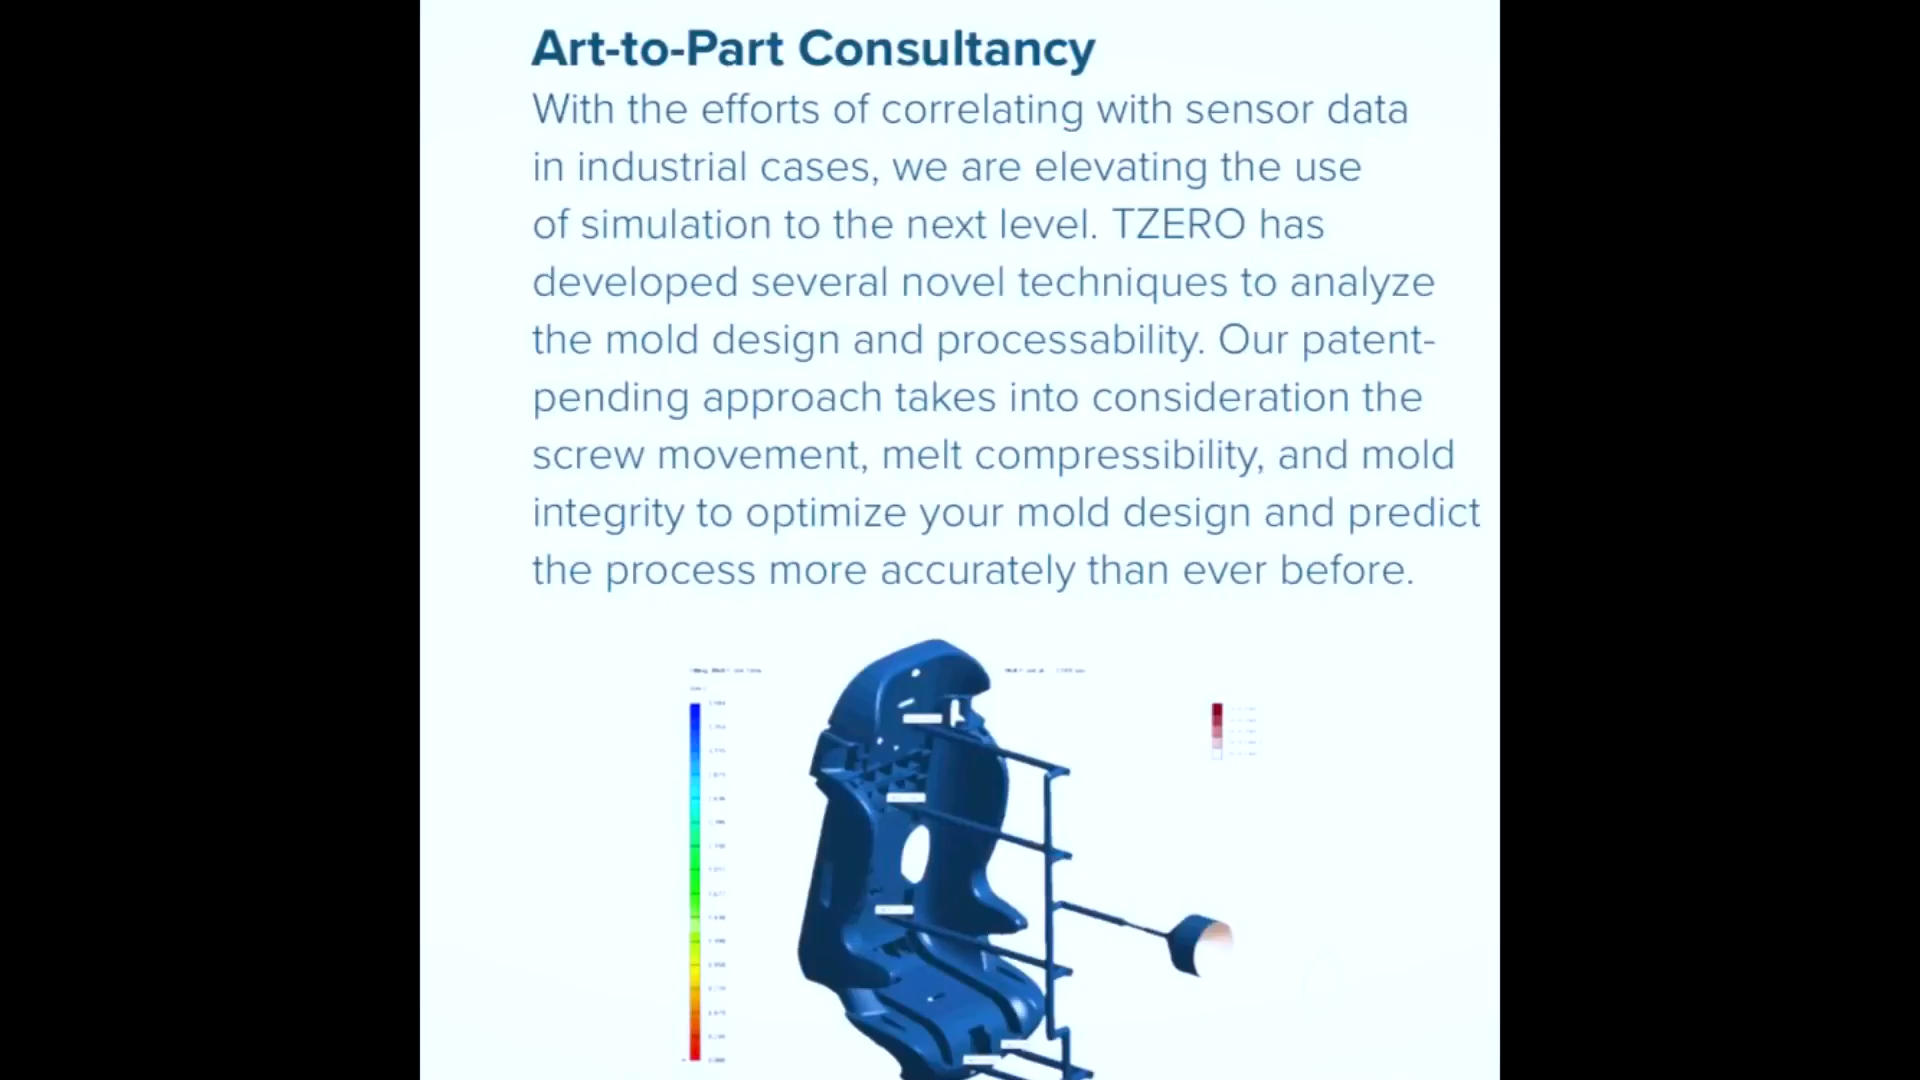 Art-to-Part Consultancy
With the efforts of correlating with sensor data
in industrial cases, we are elevating the use
of simulation to the next level. TZERO has
developed several novel techniques to analyze
the mold design and processability. Our patent-
pending approach takes into consideration the
screw movement, melt compressibility, and mold
integrity to optimize your mold design and predict
the process more accurately than ever before.